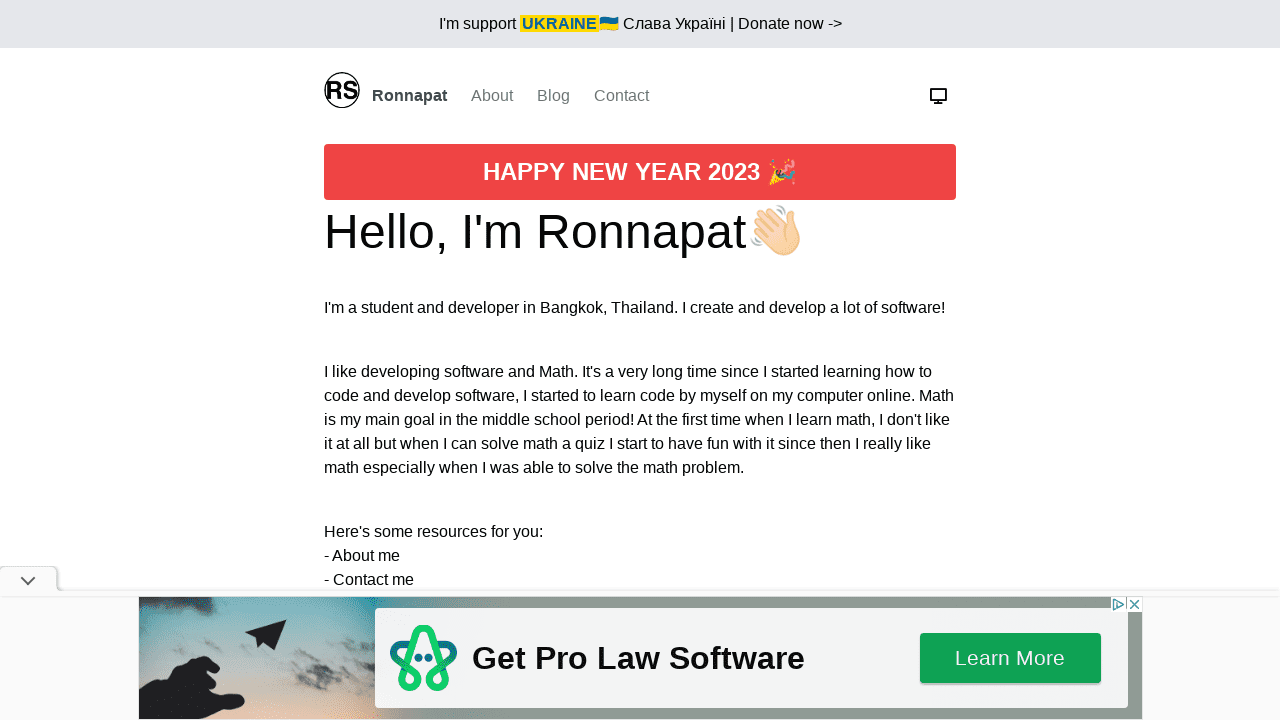 I'm support UKRAINE🇺🇦 Слава Україні | Donate now ->
RS Ronnapat About Blog Contact
HAPPY NEW YEAR 2023 🎉
Hello, I'm Ronnapat👋🏻
I'm a student and developer in Bangkok, Thailand. I create and develop a lot of software!
I like developing software and Math. It's a very long time since I started learning how to
code and develop software, I started to learn code by myself on my computer online. Math
is my main goal in the middle school period! At the first time when I learn math, I don't like
it at all but when I can solve math a quiz I start to have fun with it since then I really like
math especially when I was able to solve the math problem.
Here's some resources for you:
- About me
- Contact me
Get Pro Law Software
Learn More